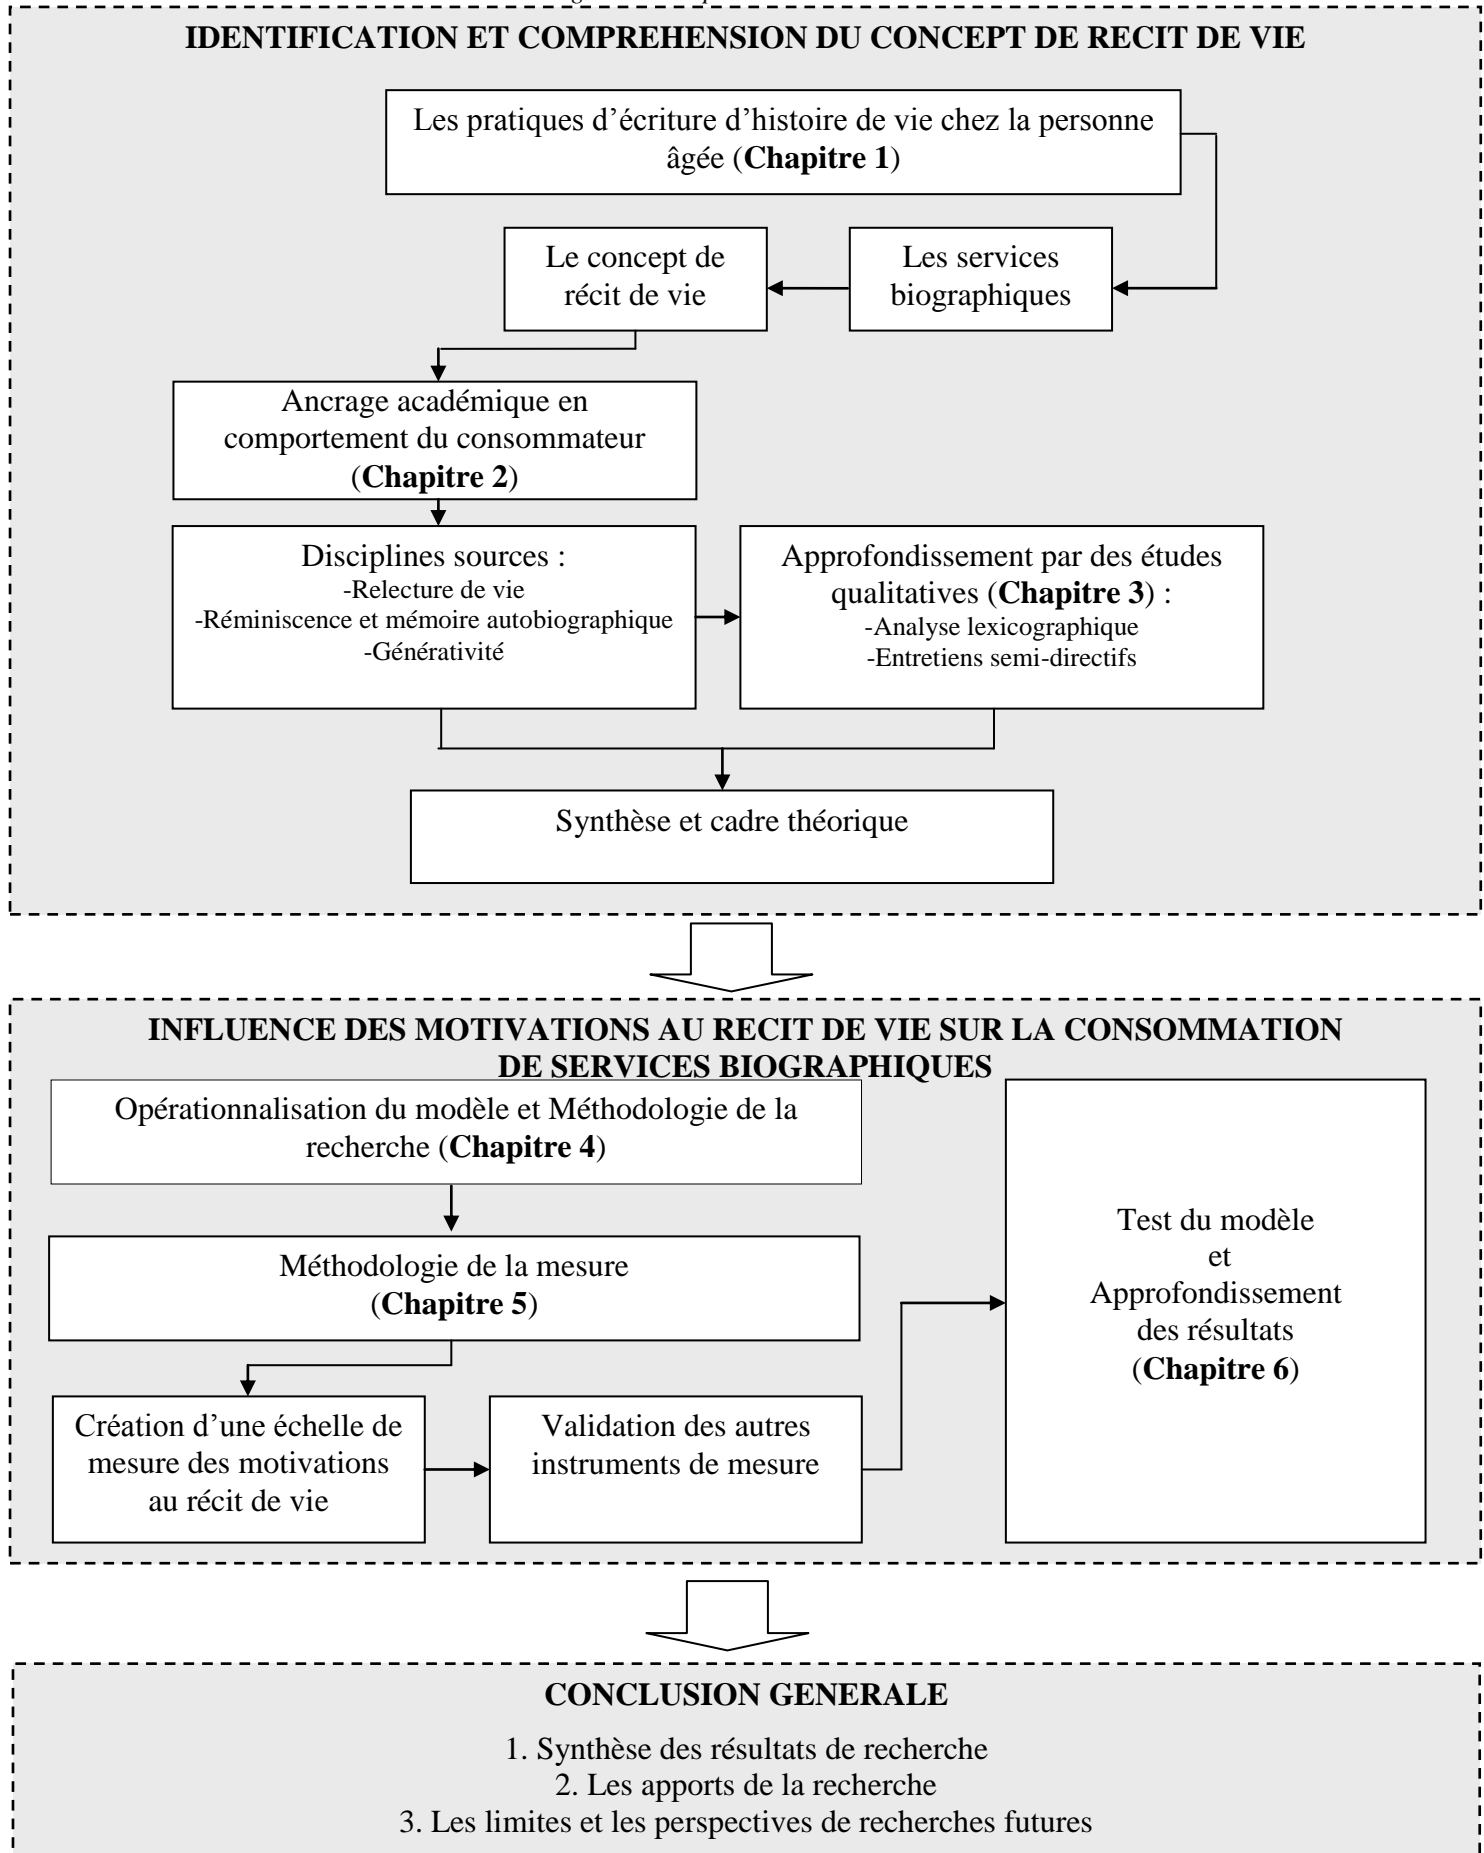 IDENTIFICATION ET COMPREHENSION DU CONCEPT DE RECIT DE VIE
Les pratiques d’écriture d’histoire de vie chez la personne
âgée (Chapitre 1)
Le concept de
récit de vie
Les services
biographiques
Ancrage académique en
comportement du consommateur
(Chapitre 2)
Disciplines sources :
-Relecture de vie
-Réminiscence et mémoire autobiographique
-Générativité
Approfondissement par des études
qualitatives (Chapitre 3) :
-Analyse lexicographique
-Entretiens semi-directifs
Synthèse et cadre théorique
INFLUENCE DES MOTIVATIONS AU RECIT DE VIE SUR LA CONSOMMATION
DE SERVICES BIOGRAPHIQUES
Opérationnalisation du modèle et Méthodologie de la
recherche (Chapitre 4)
Méthodologie de la mesure
(Chapitre 5)
Création d’une échelle de
mesure des motivations
au récit de vie
Validation des autres
instruments de mesure
Test du modèle
et
Approfondissement
des résultats
(Chapitre 6)
CONCLUSION GENERALE
1. Synthèse des résultats de recherche
2. Les apports de la recherche
3. Les limites et les perspectives de recherches futures